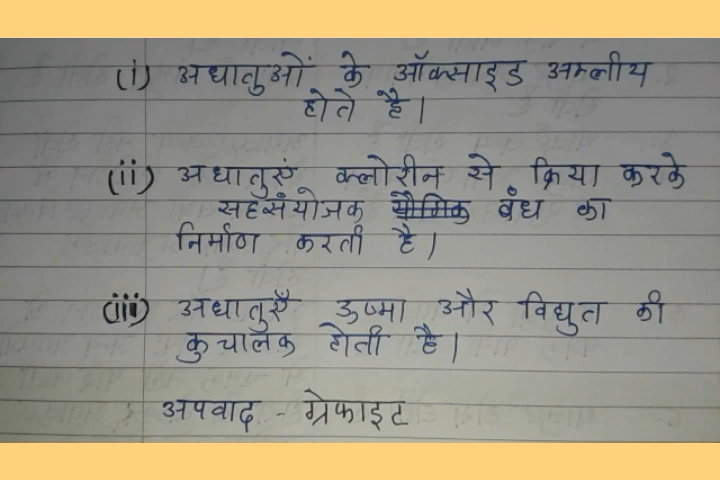 (i) अधातुओं के ऑक्साइड अम्लीय
होते है।
(ii) अधातुएं क्लोरीन से क्रिया करके
सहसंयोजक यौगिक बंध का
निर्माण करती है।
(iii) अधातुएँ ऊष्मा और विद्युत की
कुचालक होती है।
अपवाद - ग्रेफाइट